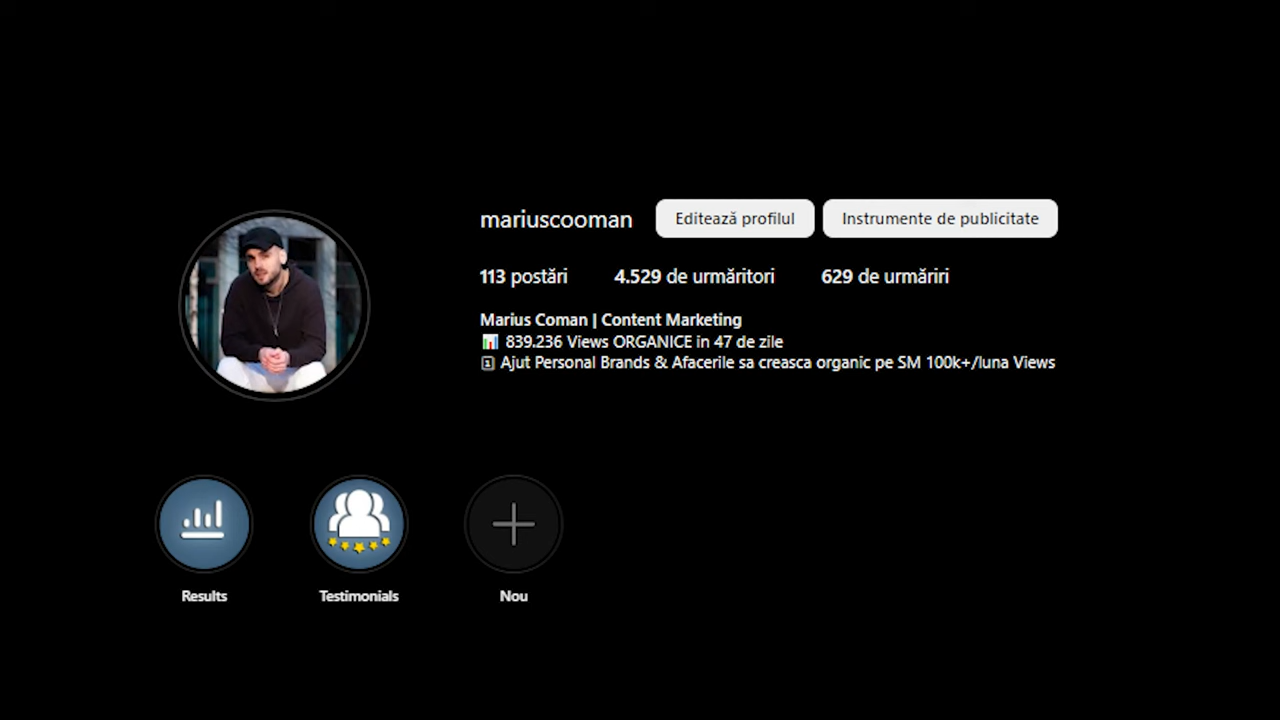 mariuscooman Editează profilul Instrumente de publicitate
113 postări 4.529 de urmăritori 629 de urmăriri
Marius Coman | Content Marketing
📊 839.236 Views ORGANICE in 47 de zile
1️⃣ Ajut Personal Brands & Afacerile sa creasca organic pe SM 100k+/luna Views
Results Testimonials Nou